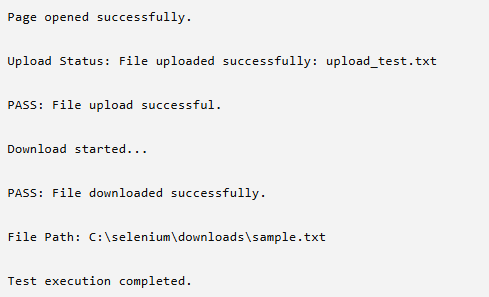 Page opened successfully.
Upload Status: File uploaded successfully: upload_test.txt
PASS: File upload successful.
Download started...
PASS: File downloaded successfully.
File Path: C:\selenium\downloads\sample.txt
Test execution completed.